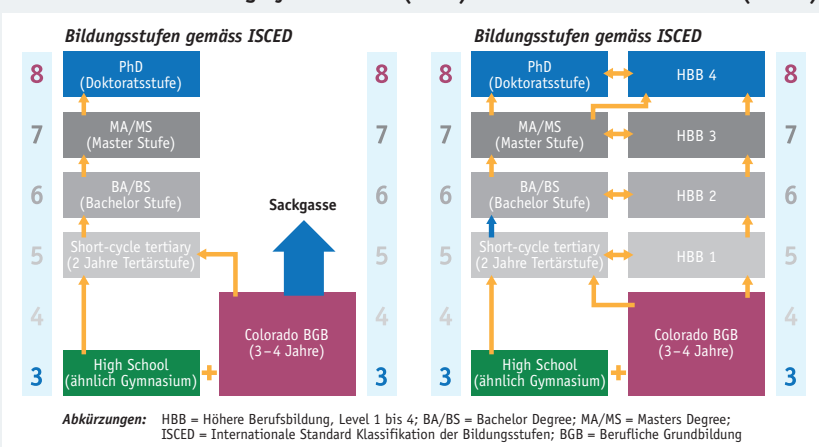 Bildungsstufen gemäss ISCED
8
PhD
(Doktoratsstufe)
8
7
MA/MS
(Master Stufe)
7
6
BA/BS
(Bachelor Stufe)
6
Sackgasse
5
Short-cycle tertiary
(2 Jahre Tertärstufe)
5
4
Colorado BGB
(3–4 Jahre)
4
3
High School
(ähnlich Gymnasium)
+
3
Bildungsstufen gemäss ISCED
8
PhD
(Doktoratsstufe)
HBB 4
8
7
MA/MS
(Master Stufe)
HBB 3
7
6
BA/BS
(Bachelor Stufe)
HBB 2
6
5
Short-cycle tertiary
(2 Jahre Tertärstufe)
HBB 1
5
4
Colorado BGB
(3–4 Jahre)
4
3
High School
(ähnlich Gymnasium)
+
3
Abkürzungen: HBB = Höhere Berufsbildung, Level 1 bis 4; BA/BS = Bachelor Degree; MA/MS = Masters Degree;
ISCED = Internationale Standard Klassifikation der Bildungsstufen; BGB = Berufliche Grundbildung